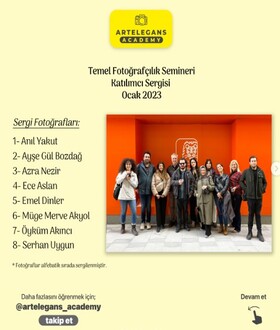 ARTELEGANS
ACADEMY
Temel Fotoğrafçılık Semineri
Katılımcı Sergisi
Ocak 2023
Sergi Fotoğrafları:
1- Anıl Yakut
2- Ayşe Gül Bozdağ
3- Azra Nezir
4- Ece Aslan
5- Emel Dinler
6- Müge Merve Akyol
7- Öyküm Akıncı
8- Serhan Uygun
* Fotoğraflar alfebatik sırada sergilenmiştir.
Daha fazlasını öğrenmek için;
@artelegans_academy
takip et
Devam et